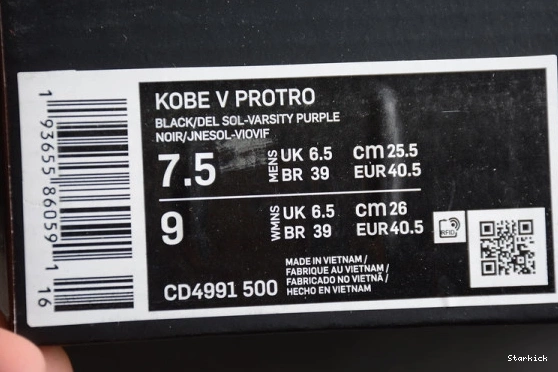 KOBE V PROTRO
BLACK/DEL SOL-VARSITY PURPLE
NOIR/JNESOL-VIOVIF
7.5 MENS UK 6.5 cm 25.5
BR 39 EUR 40.5
9 WMNS UK 6.5 cm 26
BR 39 EUR 40.5
RFID
CD4991 500
MADE IN VIETNAM /
FABRIQUE AU VIETNAM /
FABRICADO NO VIETNÃ /
HECHO EN VIETNAM
1 93655 86059 1 16
Starkick